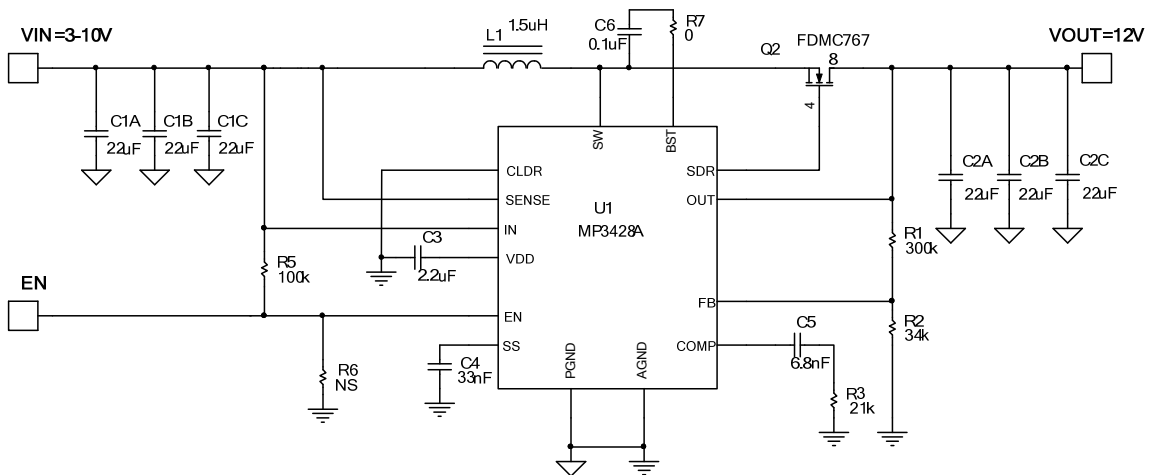 VIN=3-10V
L1
1.5uH
C6
0.1uF
R7
0
Q2
FDMC767
8
4
VOUT=12V
C1A
22uF
C1B
22uF
C1C
22uF
SW
BST
CLDR
SENSE
IN
VDD
EN
SS
SDR
OUT
FB
COMP
PGND
AGND
U1
MP3428A
C2A
22uF
C2B
22uF
C2C
22uF
C3
2.2uF
R1
300k
R5
100k
EN
R2
34k
C5
6.8nF
R6
NS
C4
33nF
R3
21k